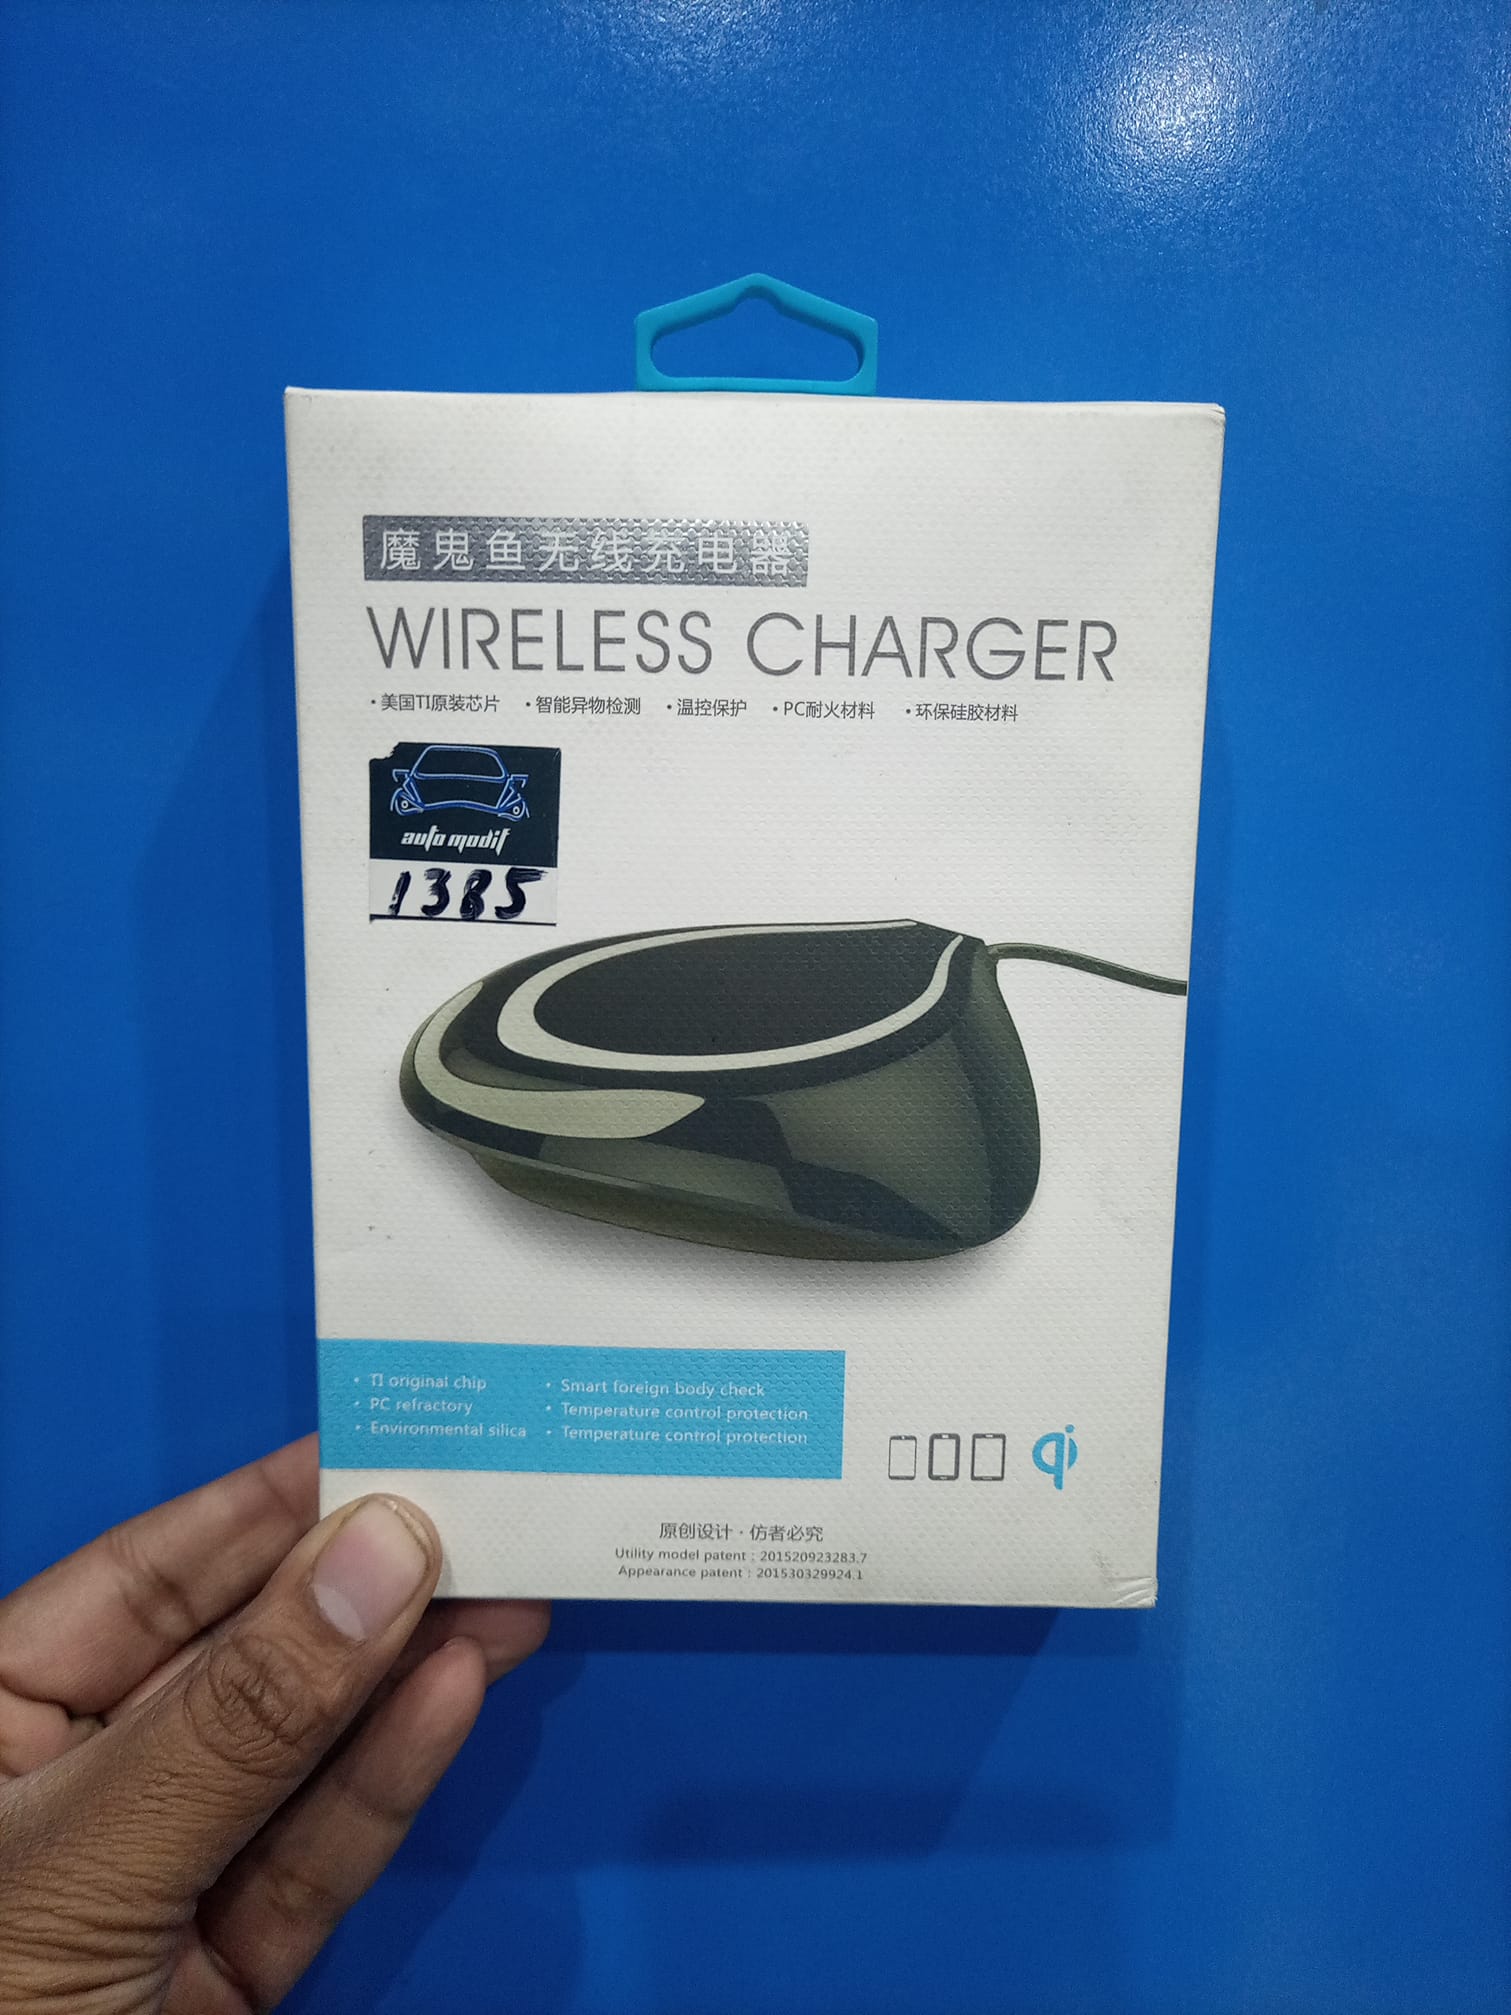 魔鬼鱼无线充电器
WIRELESS CHARGER
·美国TI原装芯片 ·智能异物检测 ·温控保护 ·PC耐火材料 ·环保硅胶材料
auto modif
1385
• TI original chip
• PC refractory
• Environmental silica
• Smart foreign body check
• Temperature control protection
• Temperature control protection
qi
原创设计·仿者必究
Utility model patent : 201520923283.7
Appearance patent : 201530329924.1